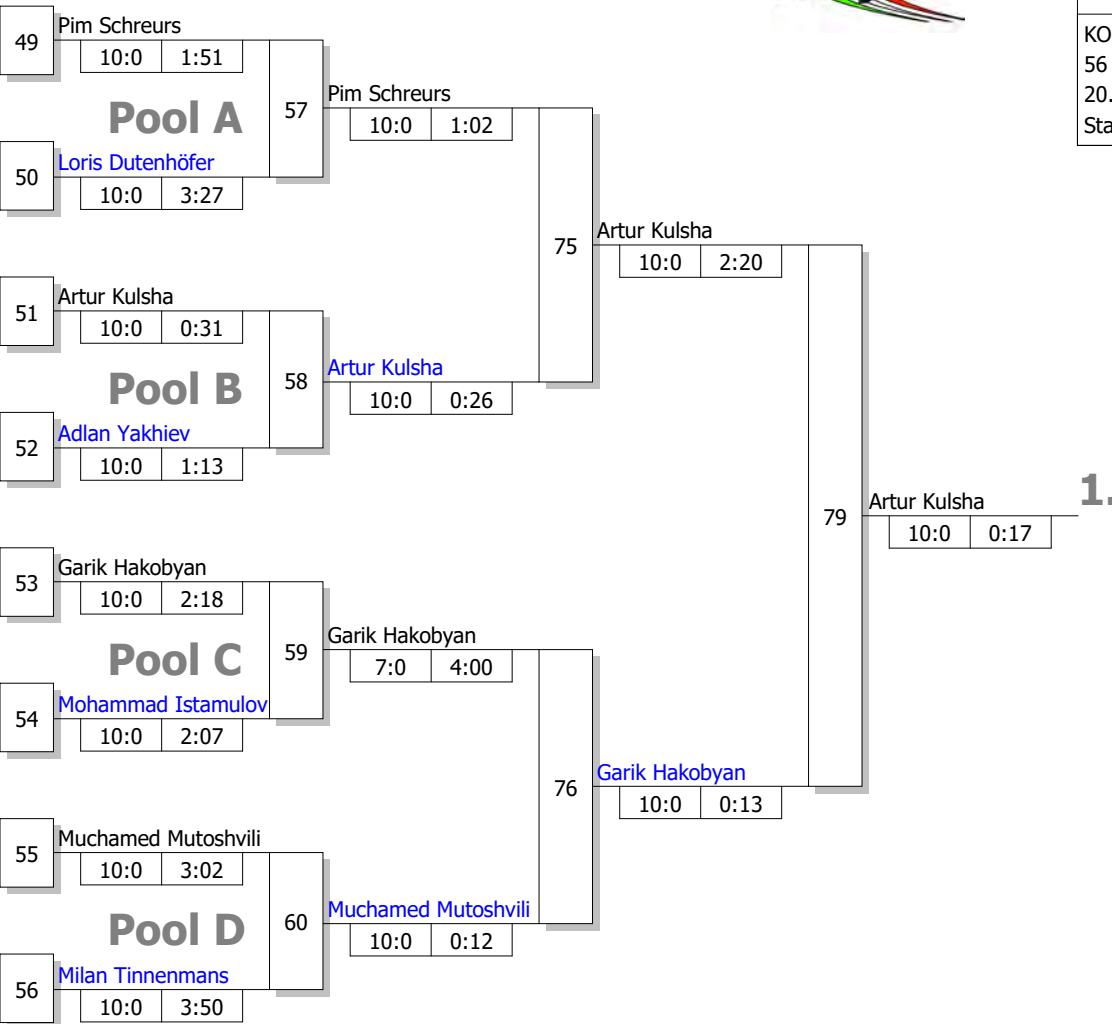 49
Pim Schreurs
10:0 1:51
Pool A
57
Pim Schreurs
10:0 1:02
50
Loris Dutenhöfer
10:0 3:27
75
Artur Kulsha
10:0 2:20
51
Artur Kulsha
10:0 0:31
Pool B
58
Artur Kulsha
10:0 0:26
52
Adlan Yakhiev
10:0 1:13
79
Artur Kulsha
10:0 0:17
1.
53
Garik Hakobyan
10:0 2:18
Pool C
59
Garik Hakobyan
7:0 4:00
54
Mohammad Istamulov
10:0 2:07
76
Garik Hakobyan
10:0 0:13
55
Muchamed Mutoshvili
10:0 3:02
Pool D
60
Muchamed Mutoshvili
10:0 0:12
56
Milan Tinnenmans
10:0 3:50
KO
56
20.
Sta